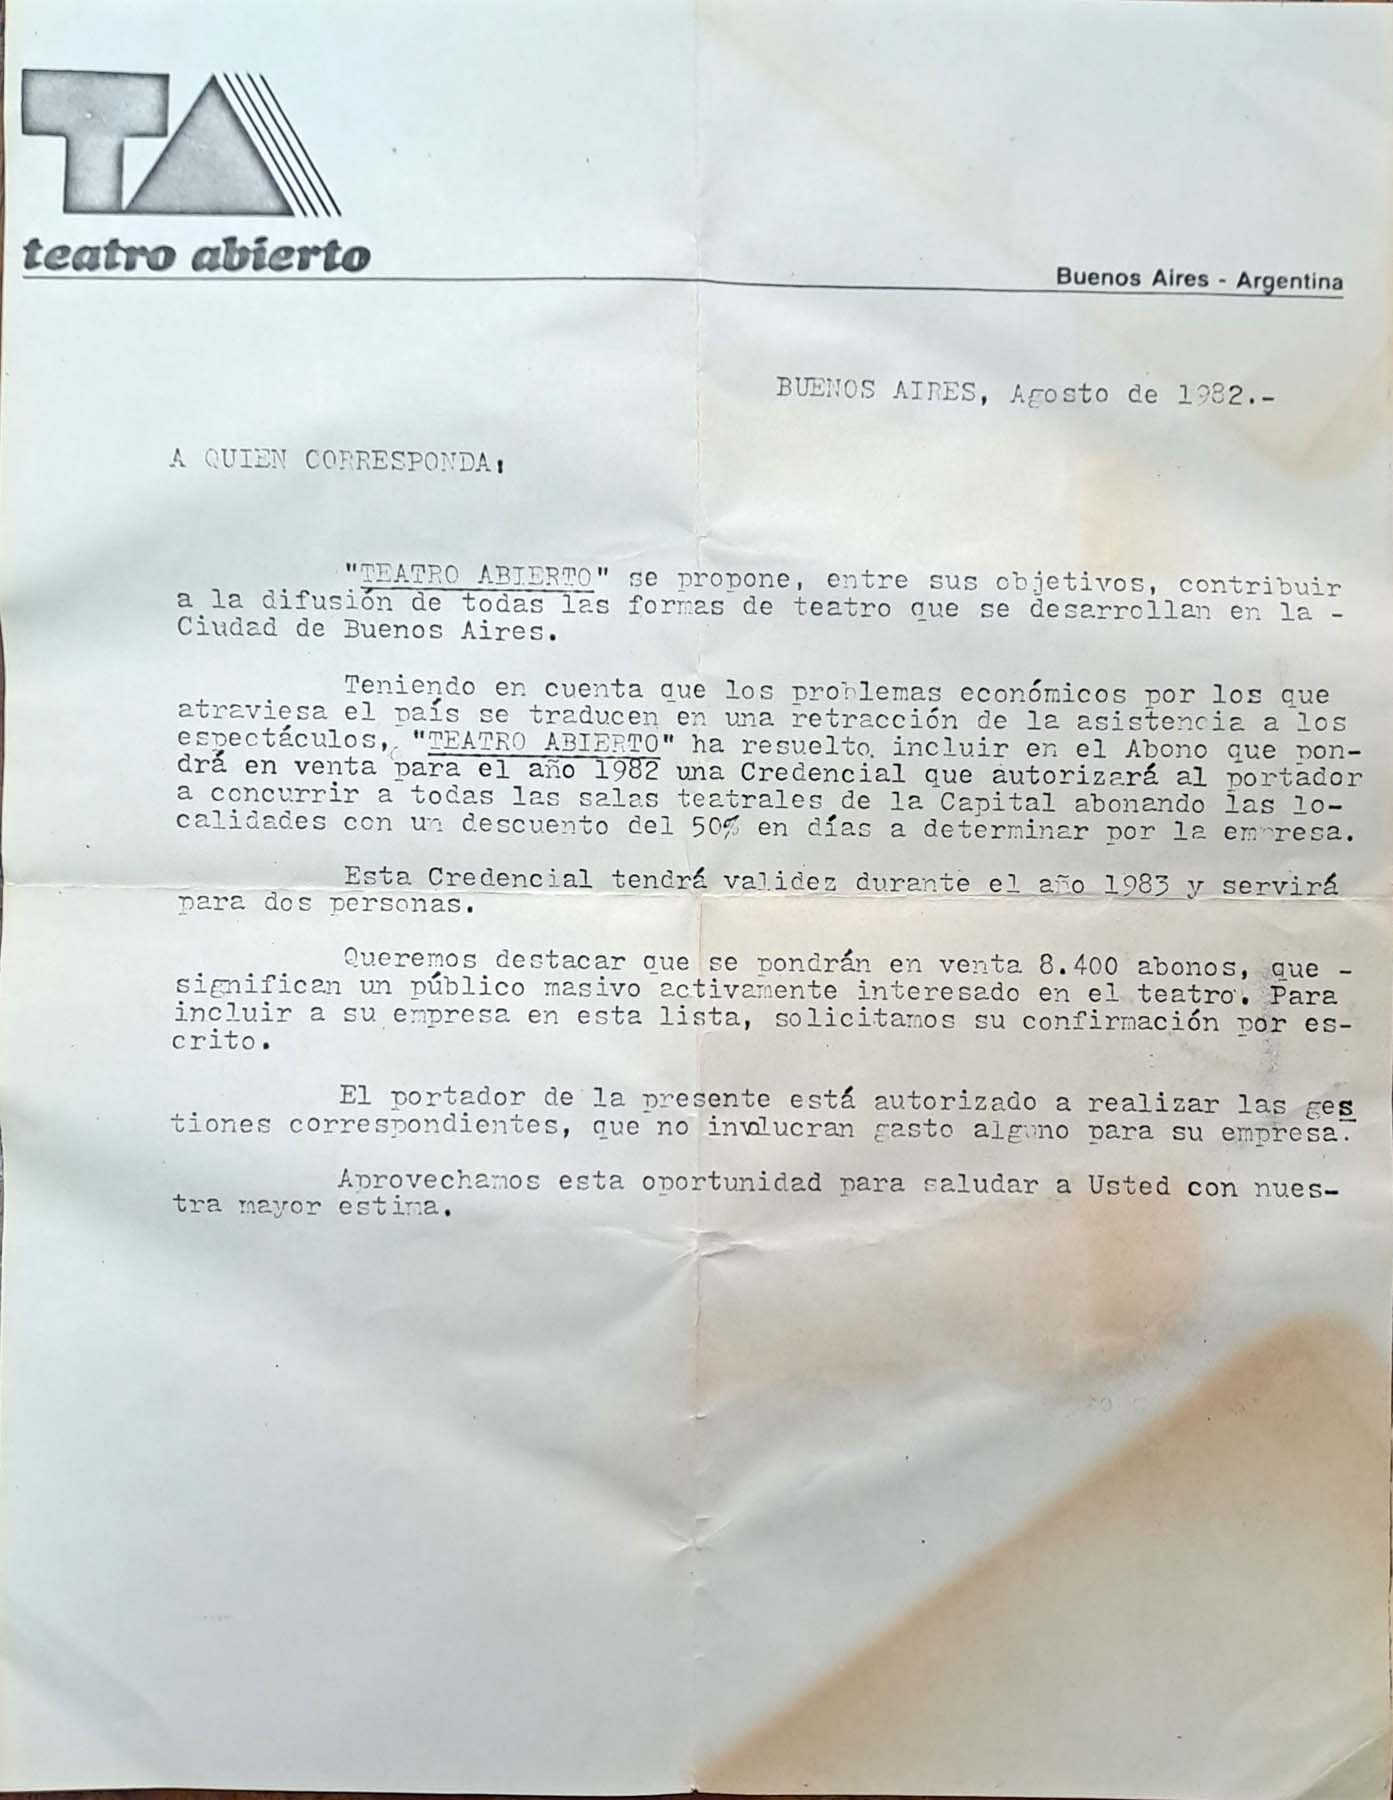 TA
teatro abierto
Buenos Aires - Argentina
BUENOS AIRES, Agosto de 1982.-
A QUIEN CORRESPONDA:
"TEATRO ABIERTO" se propone, entre sus objetivos, contribuir
a la difusión de todas las formas de teatro que se desarrollan en la -
Ciudad de Buenos Aires.
Teniendo en cuenta que los problemas económicos por los que
atraviesa el país se traducen en una retracción de la asistencia a los
espectáculos, "TEATRO ABIERTO" ha resuelto incluir en el Abono que pon-
drá en venta para el año 1982 una Credencial que autorizará al portador
a concurrir a todas las salas teatrales de la Capital abonando las lo-
calidades con un descuento del 50% en días a determinar por la empresa.
Esta Credencial tendrá validez durante el año 1983 y servirá
para dos personas.
Queremos destacar que se pondrán en venta 8.400 abonos, que -
significan un público masivo activamente interesado en el teatro. Para
incluir a su empresa en esta lista, solicitamos su confirmación por es-
crito.
El portador de la presente está autorizado a realizar las ges
tiones correspondientes, que no involucran gasto alguno para su empresa.
Aprovechamos esta oportunidad para saludar a Usted con nues-
tra mayor estima.